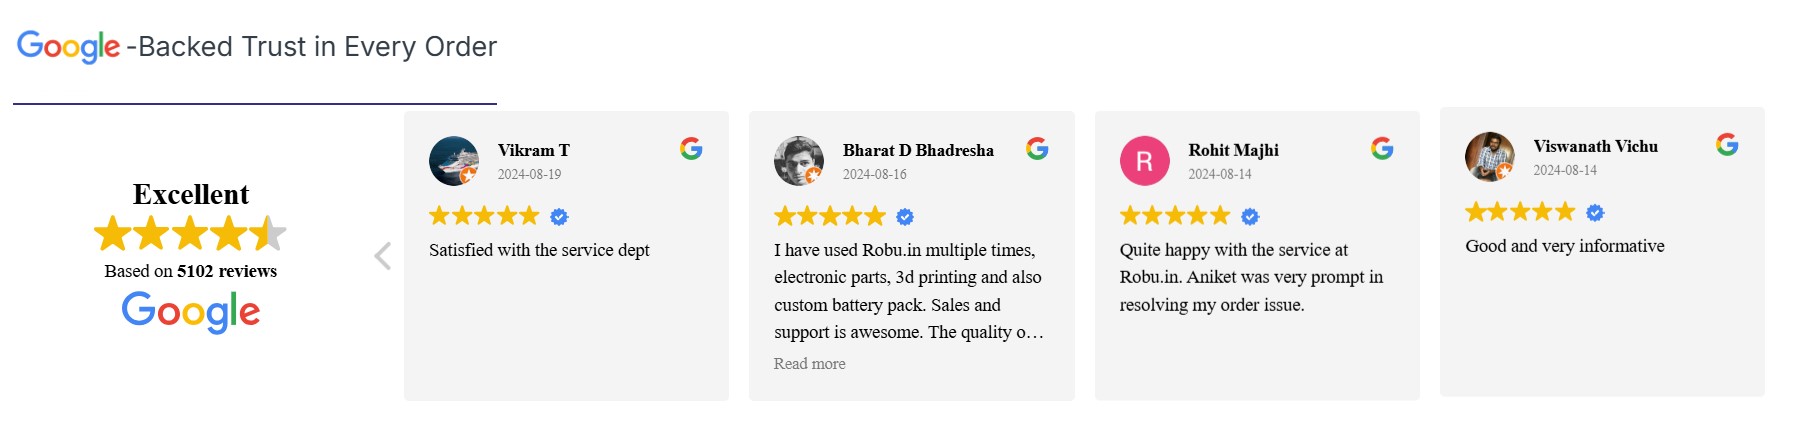 Google -Backed Trust in Every Order
Excellent
Based on 5102 reviews
Google
Vikram T
2024-08-19
Satisfied with the service dept
Bharat D Bhadresha
2024-08-16
I have used Robu.in multiple times,
electronic parts, 3d printing and also
custom battery pack. Sales and
support is awesome. The quality o…
Read more
R
Rohit Majhi
2024-08-14
Quite happy with the service at
Robu.in. Aniket was very prompt in
resolving my order issue.
Viswanath Vichu
2024-08-14
Good and very informative